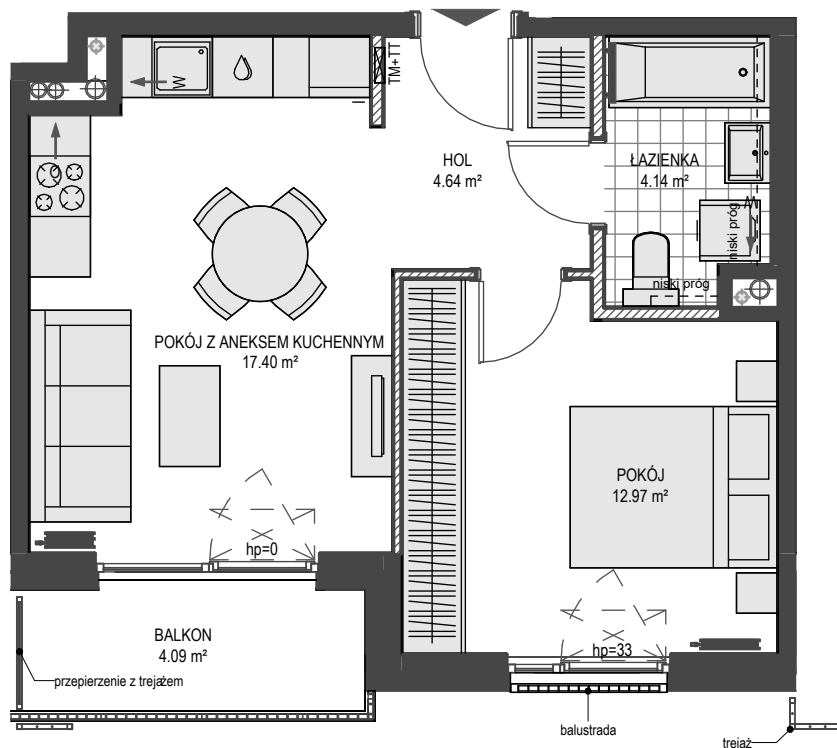 TM+TT
W
HOL
4.64 m²
ŁAZIENKA
4.14 m²
niski próg
niski próg
POKÓJ Z ANEKSEM KUCHENNYM
17.40 m²
POKÓJ
12.97 m²
hp=0
BALKON
4.09 m²
hp=33
przepierzenie z trejażem
balustrada
trejaż